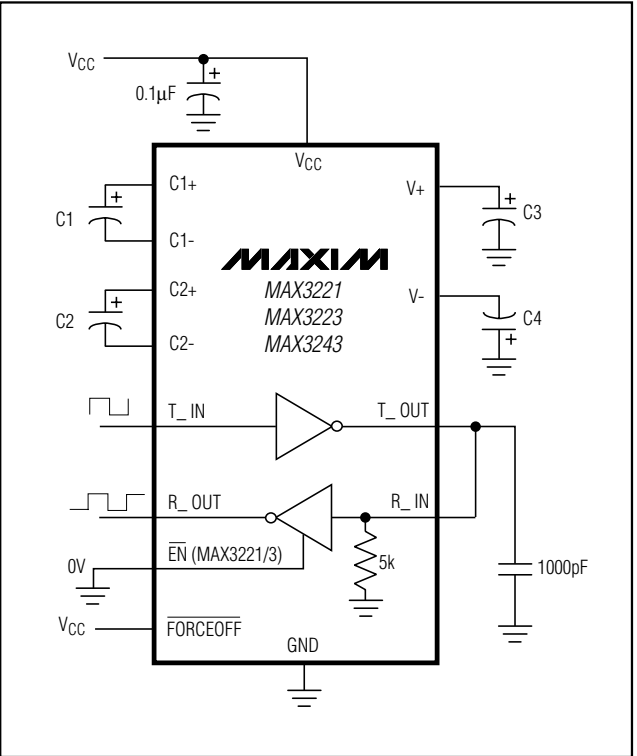 VCC
0.1μF
VCC
C1+
V+
C1
C3
C1-
MAXIM
C2+
MAX3221
V-
MAX3223
C2
C4
C2-
MAX3243
T_ IN
T_ OUT
R_ OUT
R_ IN
EN (MAX3221/3)
5k
0V
1000pF
VCC
FORCEOFF
GND